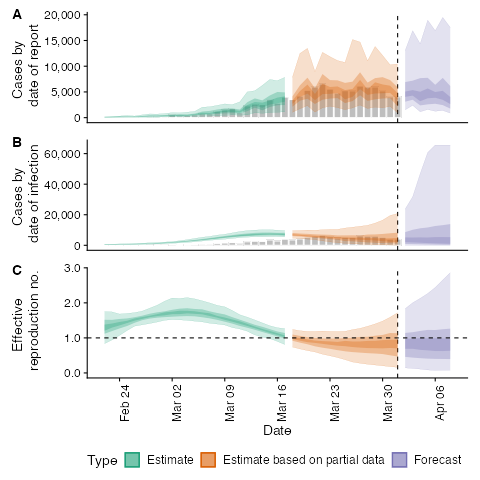 A
Cases by
date of report
20,000
15,000
10,000
5,000
0
B
Cases by
date of infection
60,000
40,000
20,000
0
C
Effective
reproduction no.
3.0
2.0
1.0
0.0
Feb 24
Mar 02
Mar 09
Mar 16
Mar 23
Mar 30
Apr 06
Date
Type Estimate Estimate based on partial data Forecast